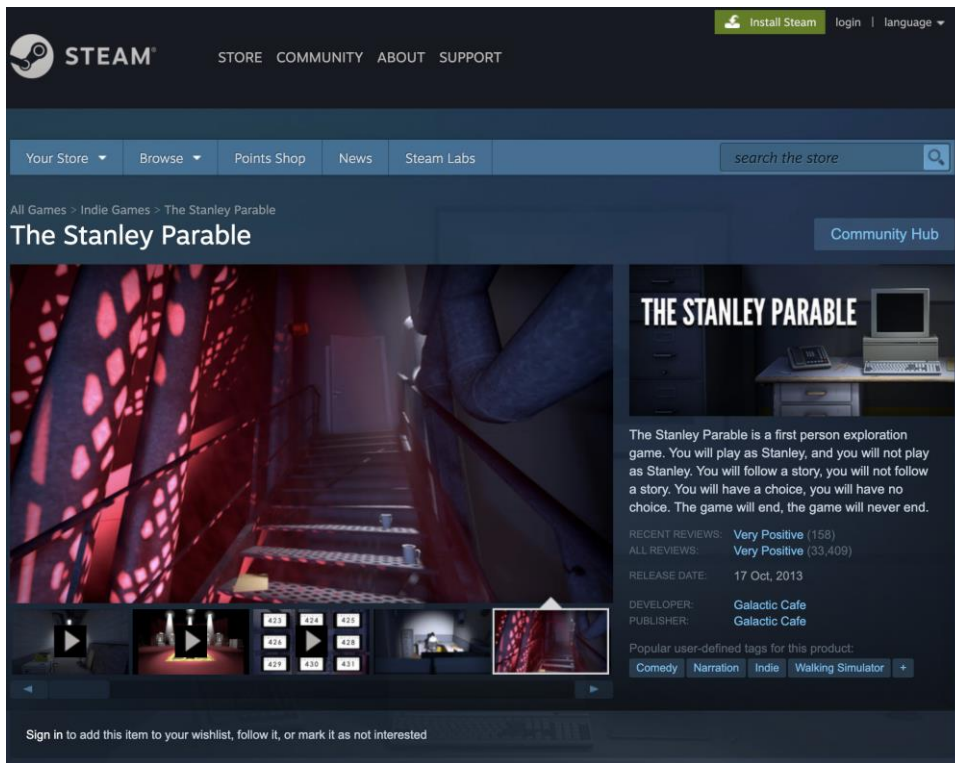 Install Steam login | language
STEAM®
STORE COMMUNITY ABOUT SUPPORT
Your Store Browse Points Shop News Steam Labs
search the store
All Games > Indie Games > The Stanley Parable
The Stanley Parable
Community Hub
THE STANLEY PARABLE
The Stanley Parable is a first person exploration
game. You will play as Stanley, and you will not play
as Stanley. You will follow a story, you will not follow
a story. You will have a choice, you will have no
choice. The game will end, the game will never end.
RECENT REVIEWS: Very Positive (158)
ALL REVIEWS: Very Positive (33,409)
RELEASE DATE: 17 Oct, 2013
DEVELOPER: Galactic Cafe
PUBLISHER: Galactic Cafe
Popular user-defined tags for this product:
Comedy Narration Indie Walking Simulator +
423 424 425
426 428
429 430 431
Sign in to add this item to your wishlist, follow it, or mark it as not interested